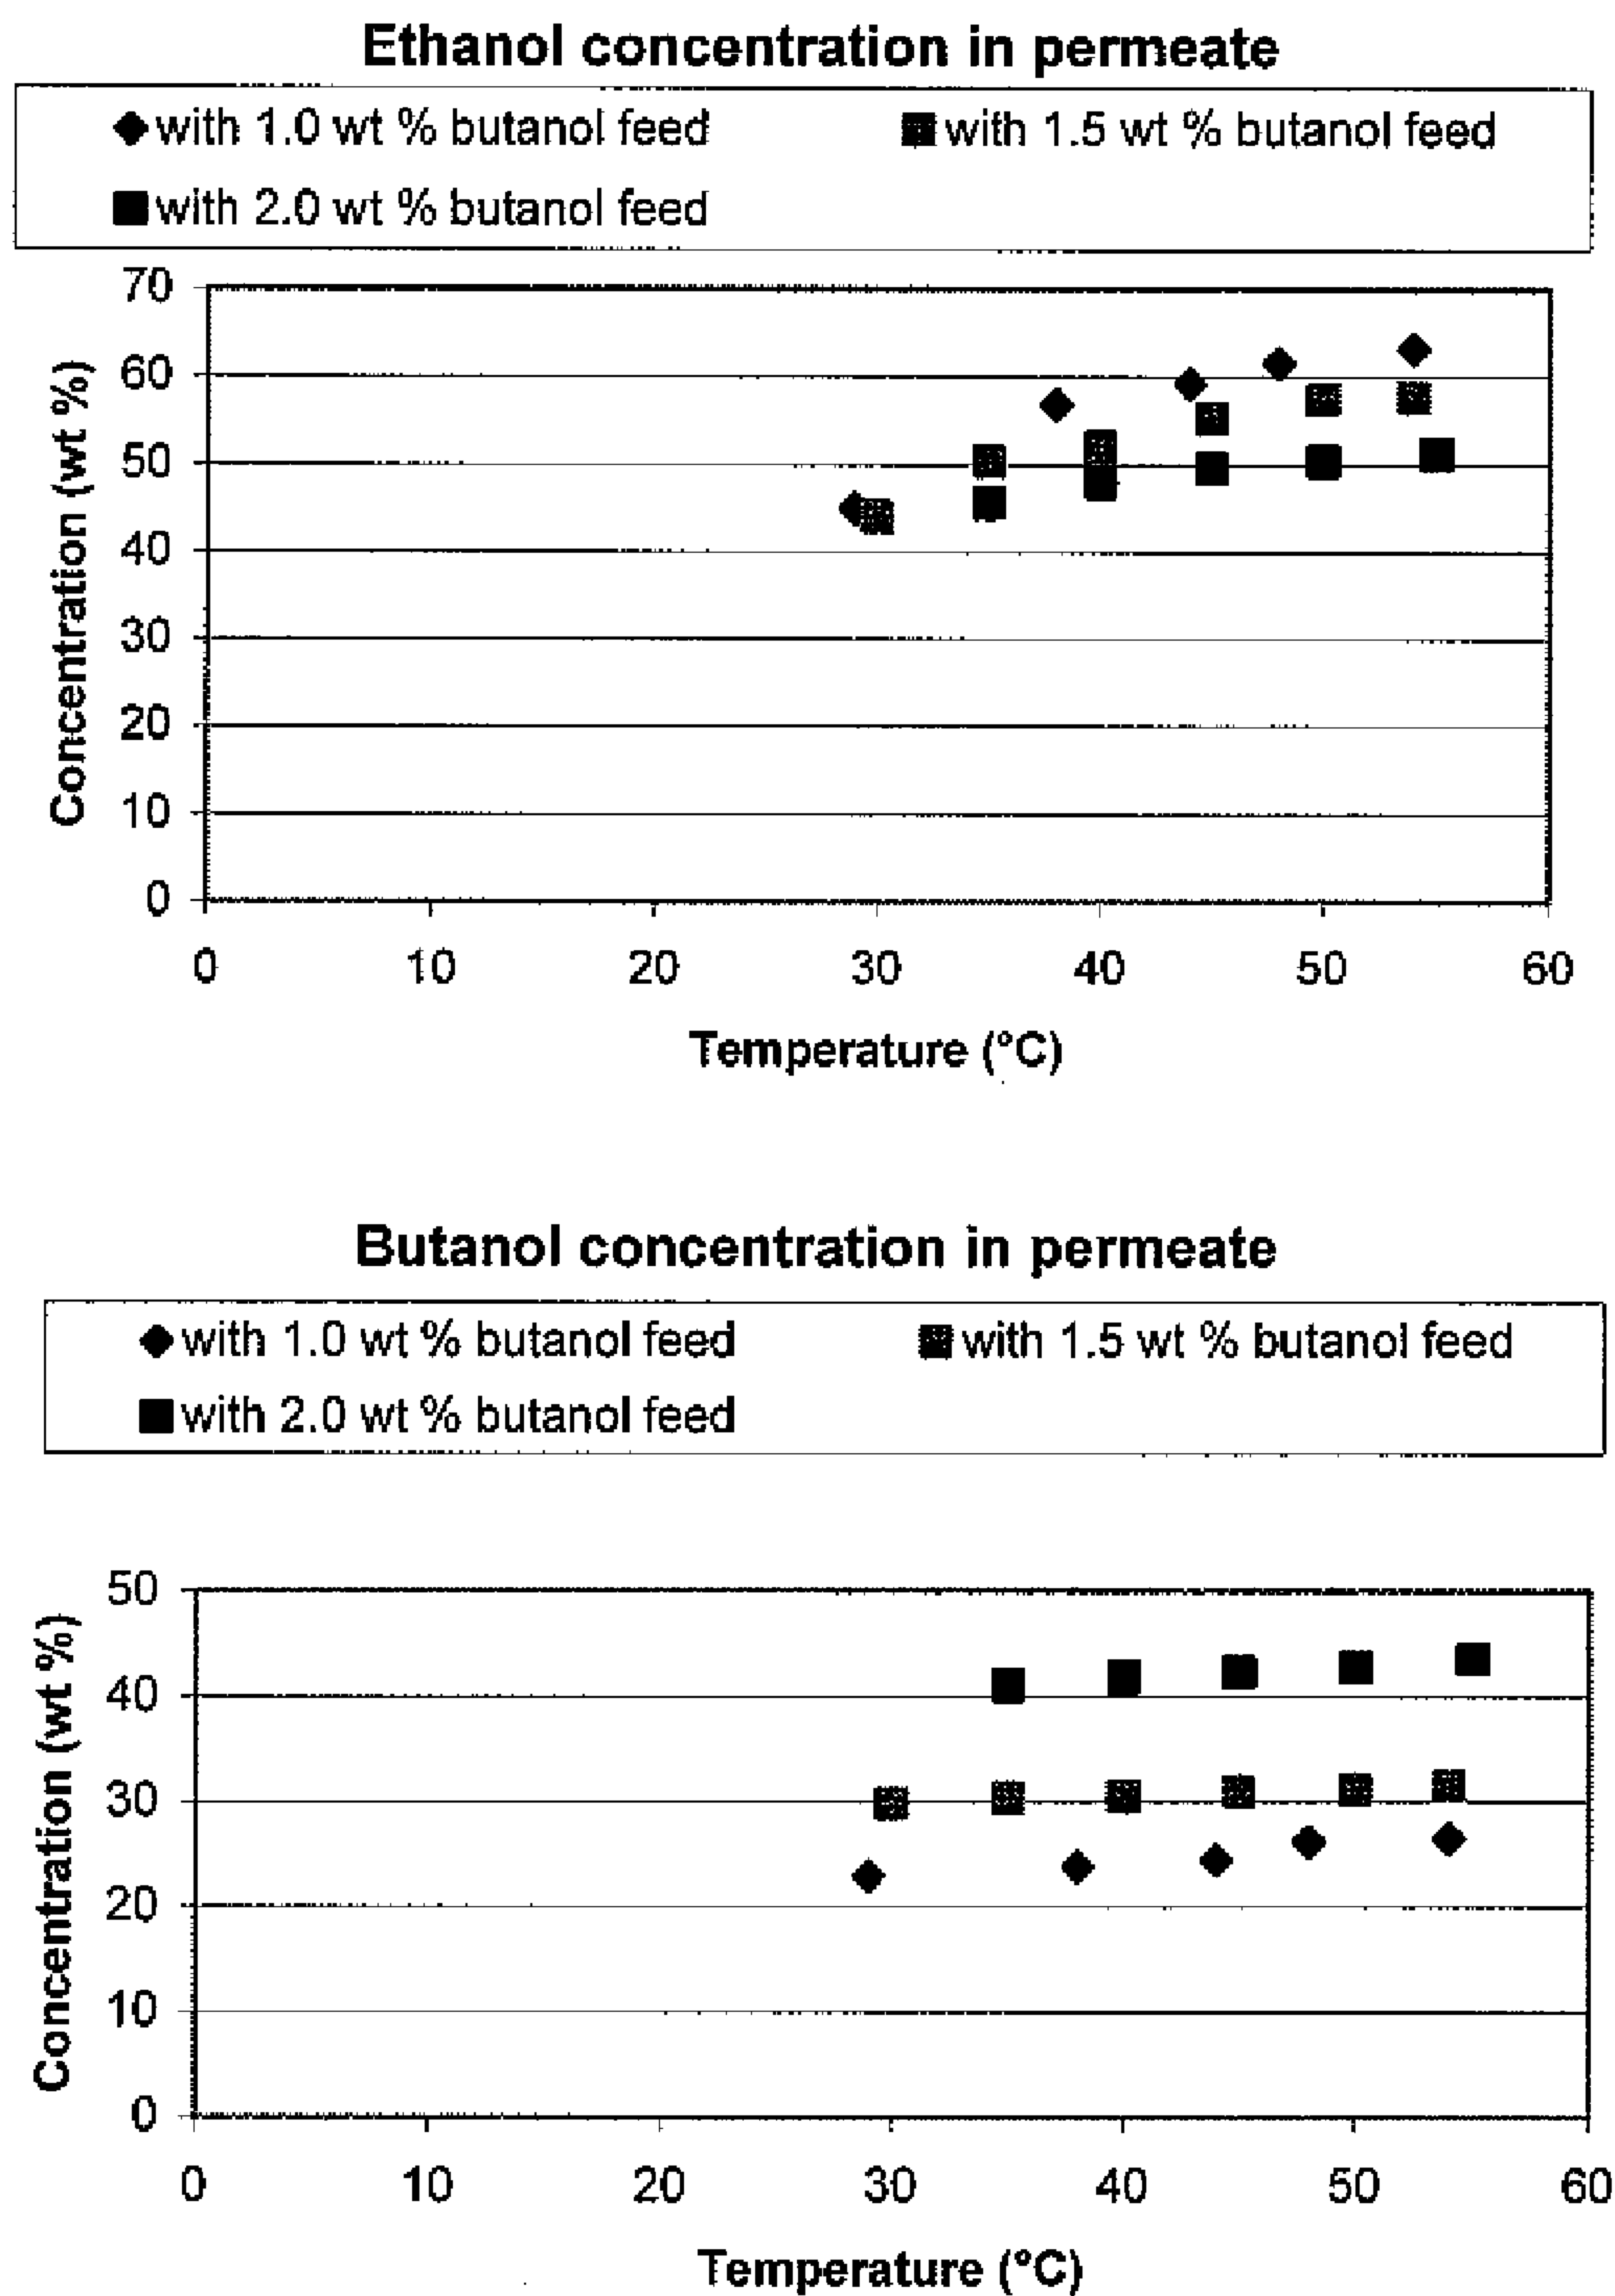 Ethanol concentration in permeate
with 1.0 wt % butanol feed
with 1.5 wt % butanol feed
with 2.0 wt % butanol feed
70
60
50
40
30
20
10
0
Concentration (wt %)
0 10 20 30 40 50 60
Temperature (°C)
Butanol concentration in permeate
with 1.0 wt % butanol feed
with 1.5 wt % butanol feed
with 2.0 wt % butanol feed
50
40
30
20
10
0
Concentration (wt %)
0 10 20 30 40 50 60
Temperature (°C)